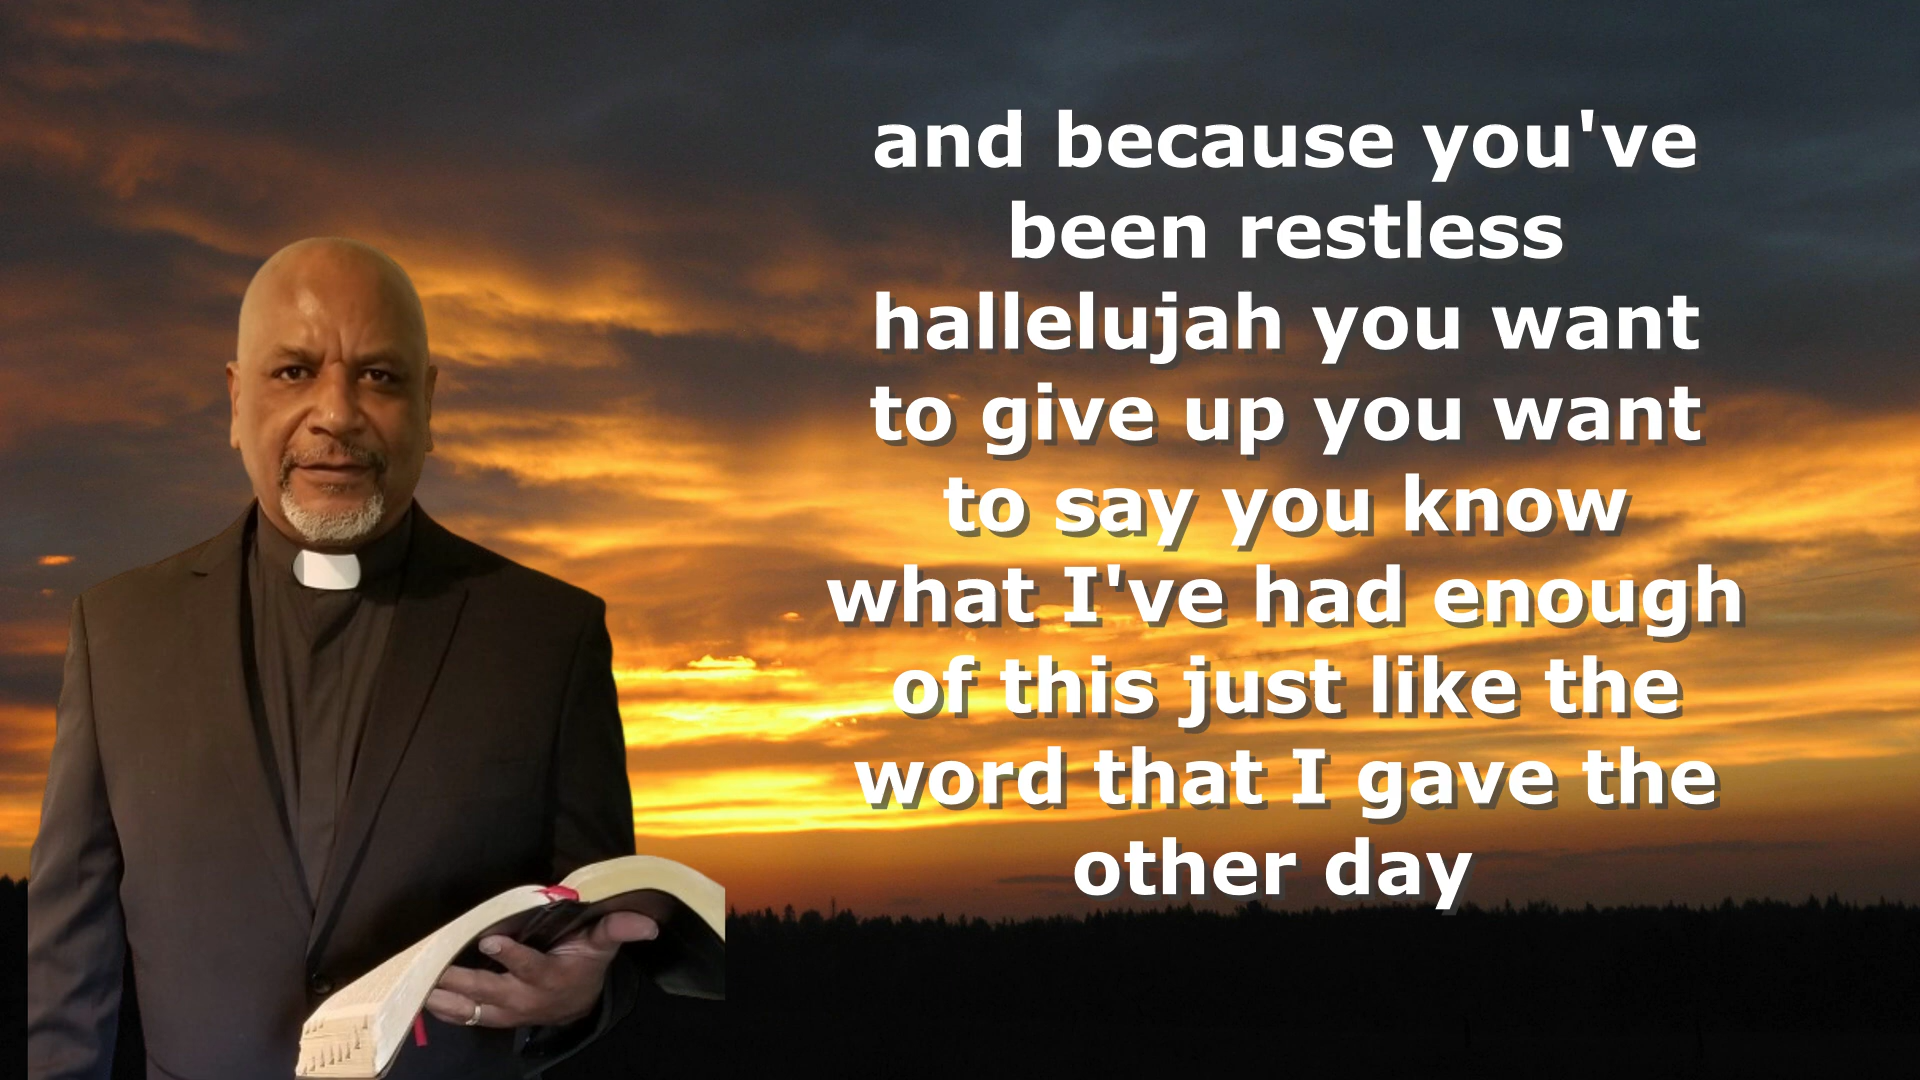 and because you've
been restless
hallelujah you want
to give up you want
to say you know
what I've had enough
of this just like the
word that I gave the
other day